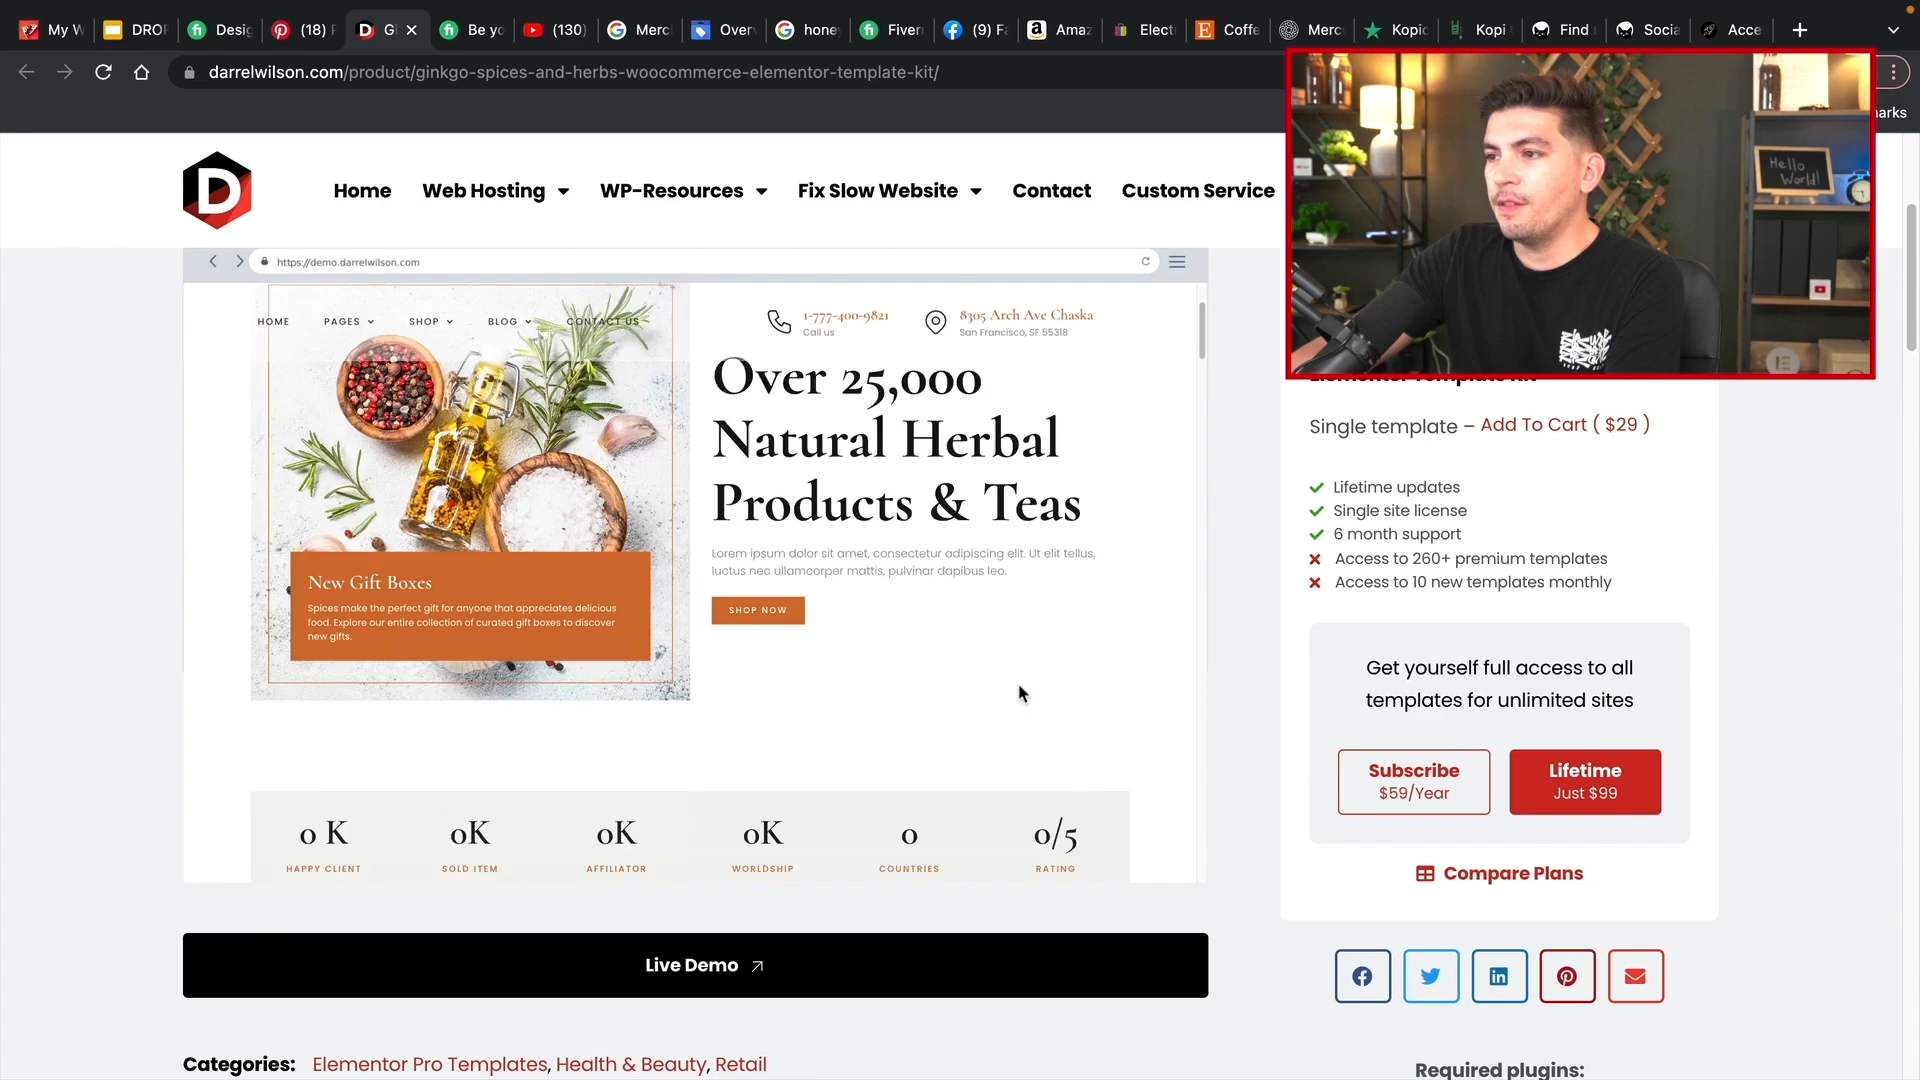 My W
DROP
Desig
(18) P
Gi
Be yo
(130)
Merc
Over
hone
Fiver
(9) Fa
Amaz
Elect
Coffe
Merc
Kopic
Kopi
Find
Socia
Acce
darrelwilson.com/product/ginkgo-spices-and-herbs-woocommerce-elementor-template-kit/
arks
D
Home
Web Hosting
WP-Resources
Fix Slow Website
Contact
Custom Service
Hello World!
https://demo.darrelwilson.com
HOME
PAGES
SHOP
BLOG
CONTACT US
1-777-400-9821
Call us
8305 Arch Ave Chaska
San Francisco, SF 55318
Over 25,000
Natural Herbal
Products & Teas
Lorem ipsum dolor sit amet, consectetur adipiscing elit. Ut elit tellus,
luctus nec ullamcorper mattis, pulvinar dapibus leo.
SHOP NOW
New Gift Boxes
Spices make the perfect gift for anyone that appreciates delicious
food. Explore our entire collection of curated gift boxes to discover
new gifts.
0 K
0K
0K
0K
0
0/5
HAPPY CLIENT
SOLD ITEM
AFFILIATOR
WORLDSHIP
COUNTRIES
RATING
Live Demo
Categories: Elementor Pro Templates, Health & Beauty, Retail
Elementor Template Kit
Single template – Add To Cart ( $29 )
Lifetime updates
Single site license
6 month support
Access to 260+ premium templates
Access to 10 new templates monthly
Get yourself full access to all
templates for unlimited sites
Subscribe
$59/Year
Lifetime
Just $99
Compare Plans
Required plugins: